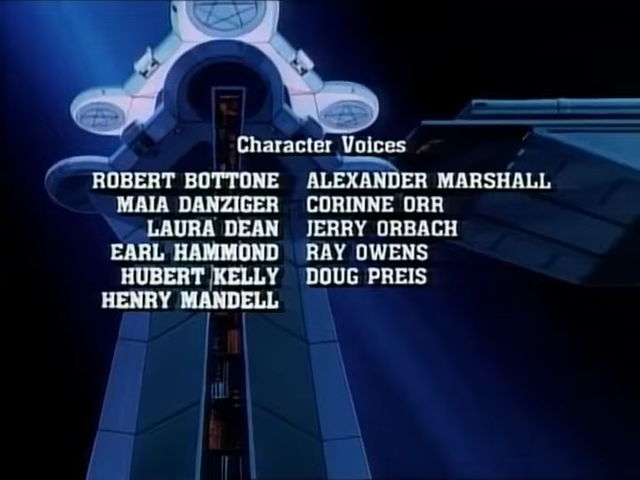 Character Voices
ROBERT BOTTONE
MAIA DANZIGER
LAURA DEAN
EARL HAMMOND
HUBERT KELLY
HENRY MANDELL
ALEXANDER MARSHALL
CORINNE ORR
JERRY ORBACH
RAY OWENS
DOUG PREIS